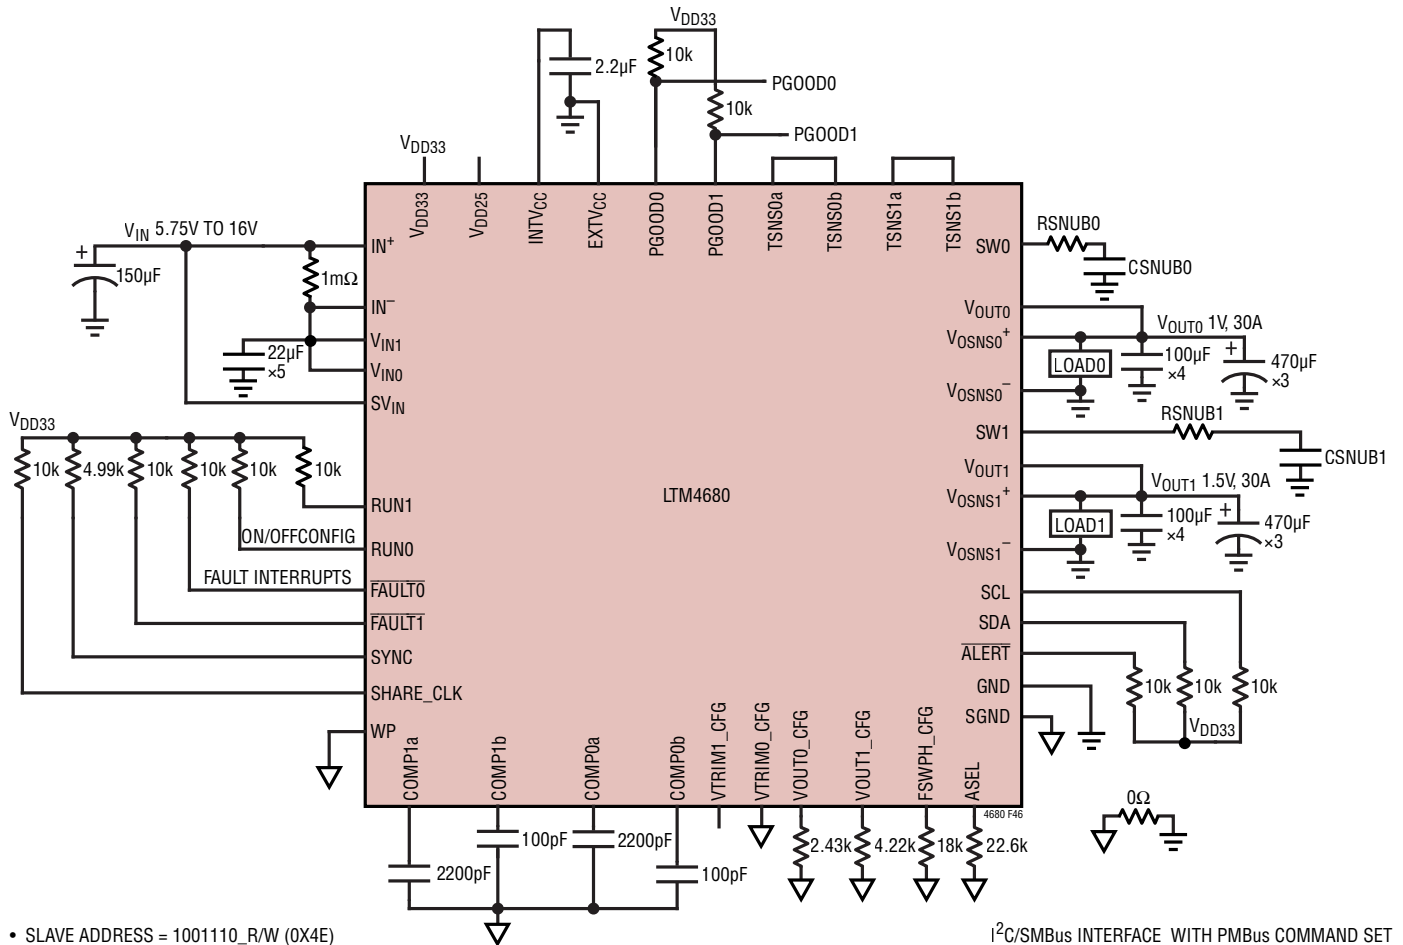 VDD33
10k
2.2µF
PGOOD0
10k
PGOOD1
VDD33
VDD33
VDD25
INTVCC
EXTVCC
PGOOD0
PGOOD1
TSNS0a
TSNS0b
TSNS1a
TSNS1b
VIN 5.75V TO 16V
+
150µF
1mΩ
22µF
×5
IN+
IN–
VIN1
VIN0
SVIN
VDD33
10k
4.99k
10k
10k
10k
10k
RUN1
ON/OFFCONFIG
RUN0
FAULT INTERRUPTS
FAULT0
FAULT1
SYNC
SHARE_CLK
WP
LTM4680
SW0
RSNUB0
CSNUB0
VOUT0
VOSNS0+
VOUT0 1V, 30A
LOAD0
100µF
×4
+
470µF
×3
VOSNS0–
RSNUB1
SW1
CSNUB1
VOUT1
VOSNS1+
VOUT1 1.5V, 30A
LOAD1
100µF
×4
+
470µF
×3
VOSNS1–
SCL
SDA
ALERT
GND
SGND
10k
10k
10k
VDD33
COMP1a
COMP1b
COMP0a
COMP0b
VTRIM1_CFG
VTRIM0_CFG
VOUT0_CFG
VOUT1_CFG
FSWPH_CFG
ASEL
4680 F46
2200pF
100pF
2200pF
100pF
2.43k
4.22k
18k
22.6k
0Ω
• SLAVE ADDRESS = 1001110_R/W (0X4E)
I2C/SMBus INTERFACE WITH PMBus COMMAND SET